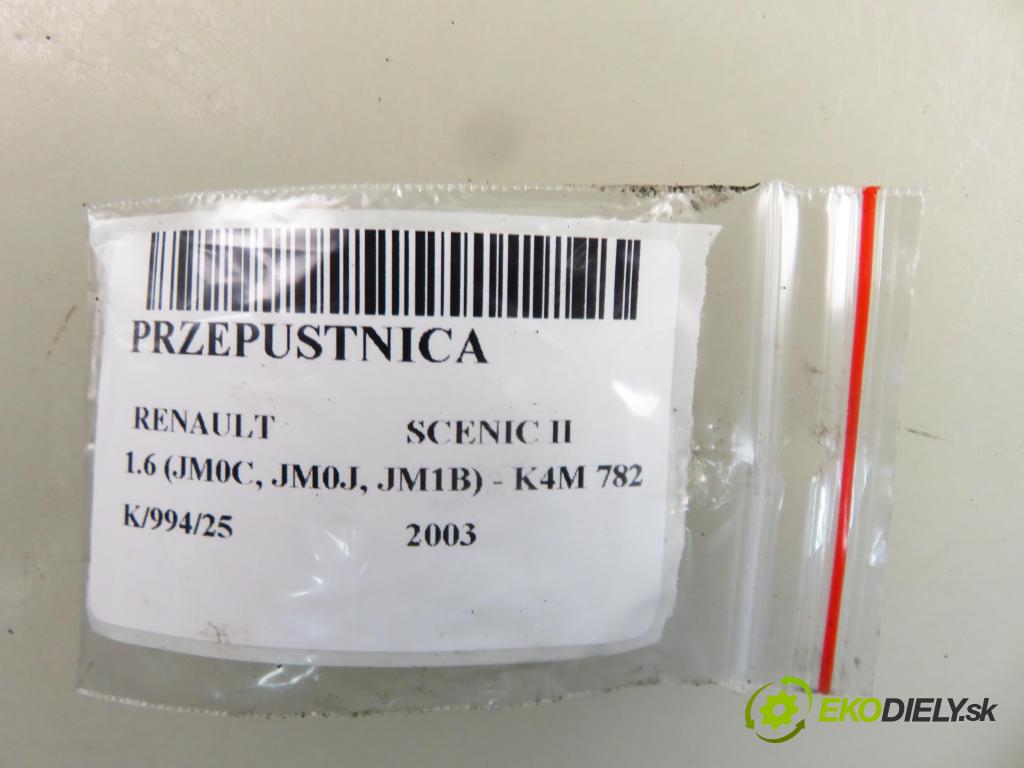 PRZEPUSTNICA
RENAULT SCENIC II
1.6 (JM0C, JM0J, JM1B) - K4M 782
K/994/25 2003
EKODIELY.sk